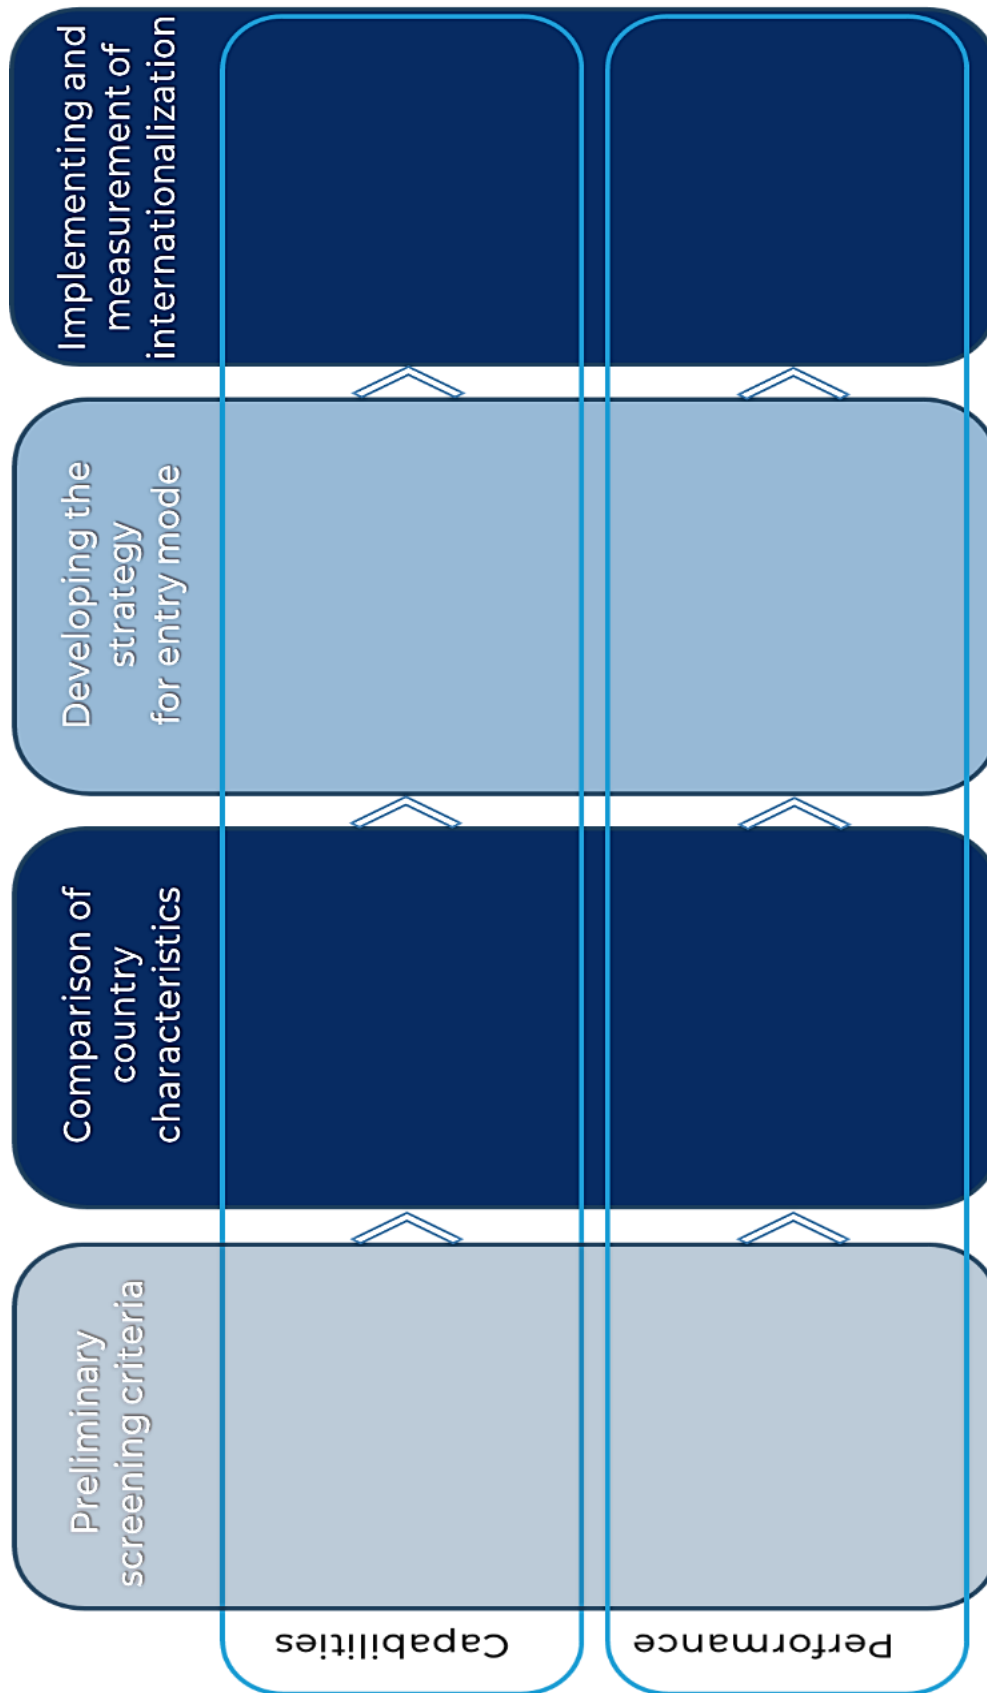 Preliminary
screening criteria
Comparison of
country
characteristics
Developing the
strategy
for entry mode
Implementing and
measurement of
internationalization
Capabilities
Performance